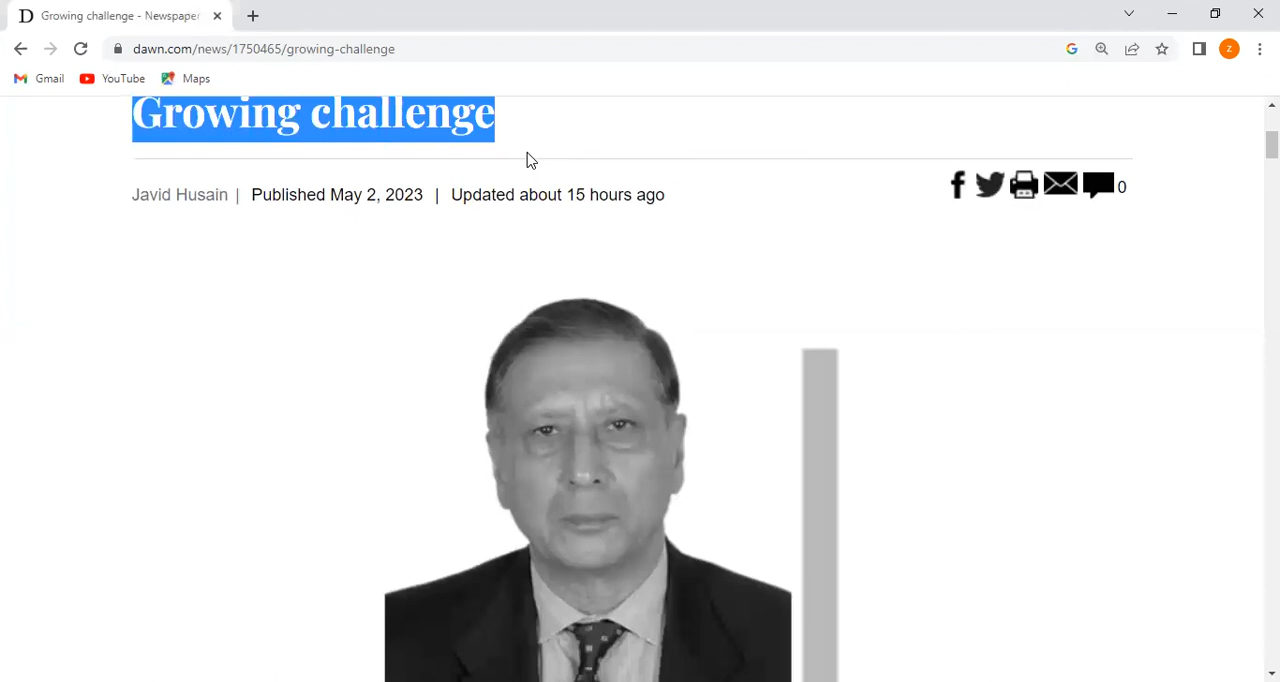 D Growing challenge - Newspaper
dawn.com/news/1750465/growing-challenge
Z
Gmail YouTube Maps
Growing challenge
Javid Husain | Published May 2, 2023 | Updated about 15 hours ago
0